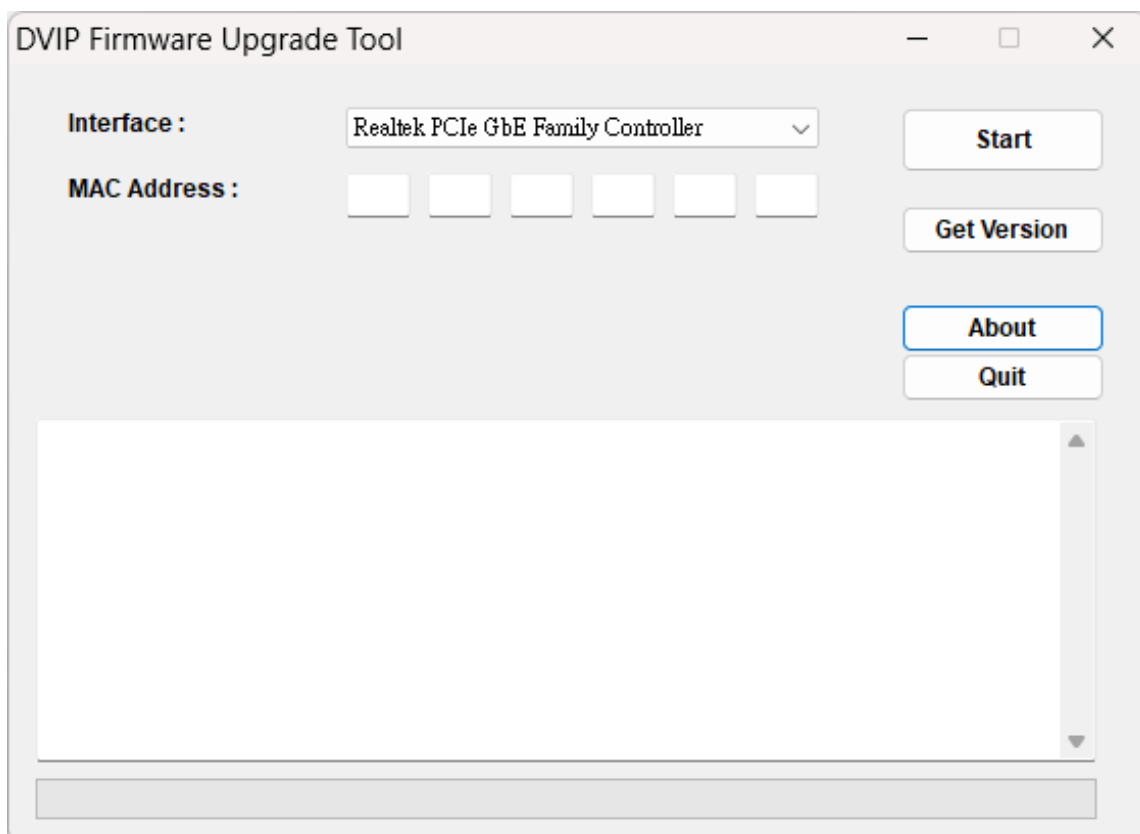 DVIP Firmware Upgrade Tool
Interface :
Realtek PCIe GbE Family Controller
Start
MAC Address :
Get Version
About
Quit